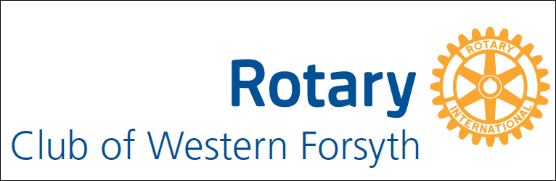 Rotary
Club of Western Forsyth
ROTARY
INTERNATIONAL